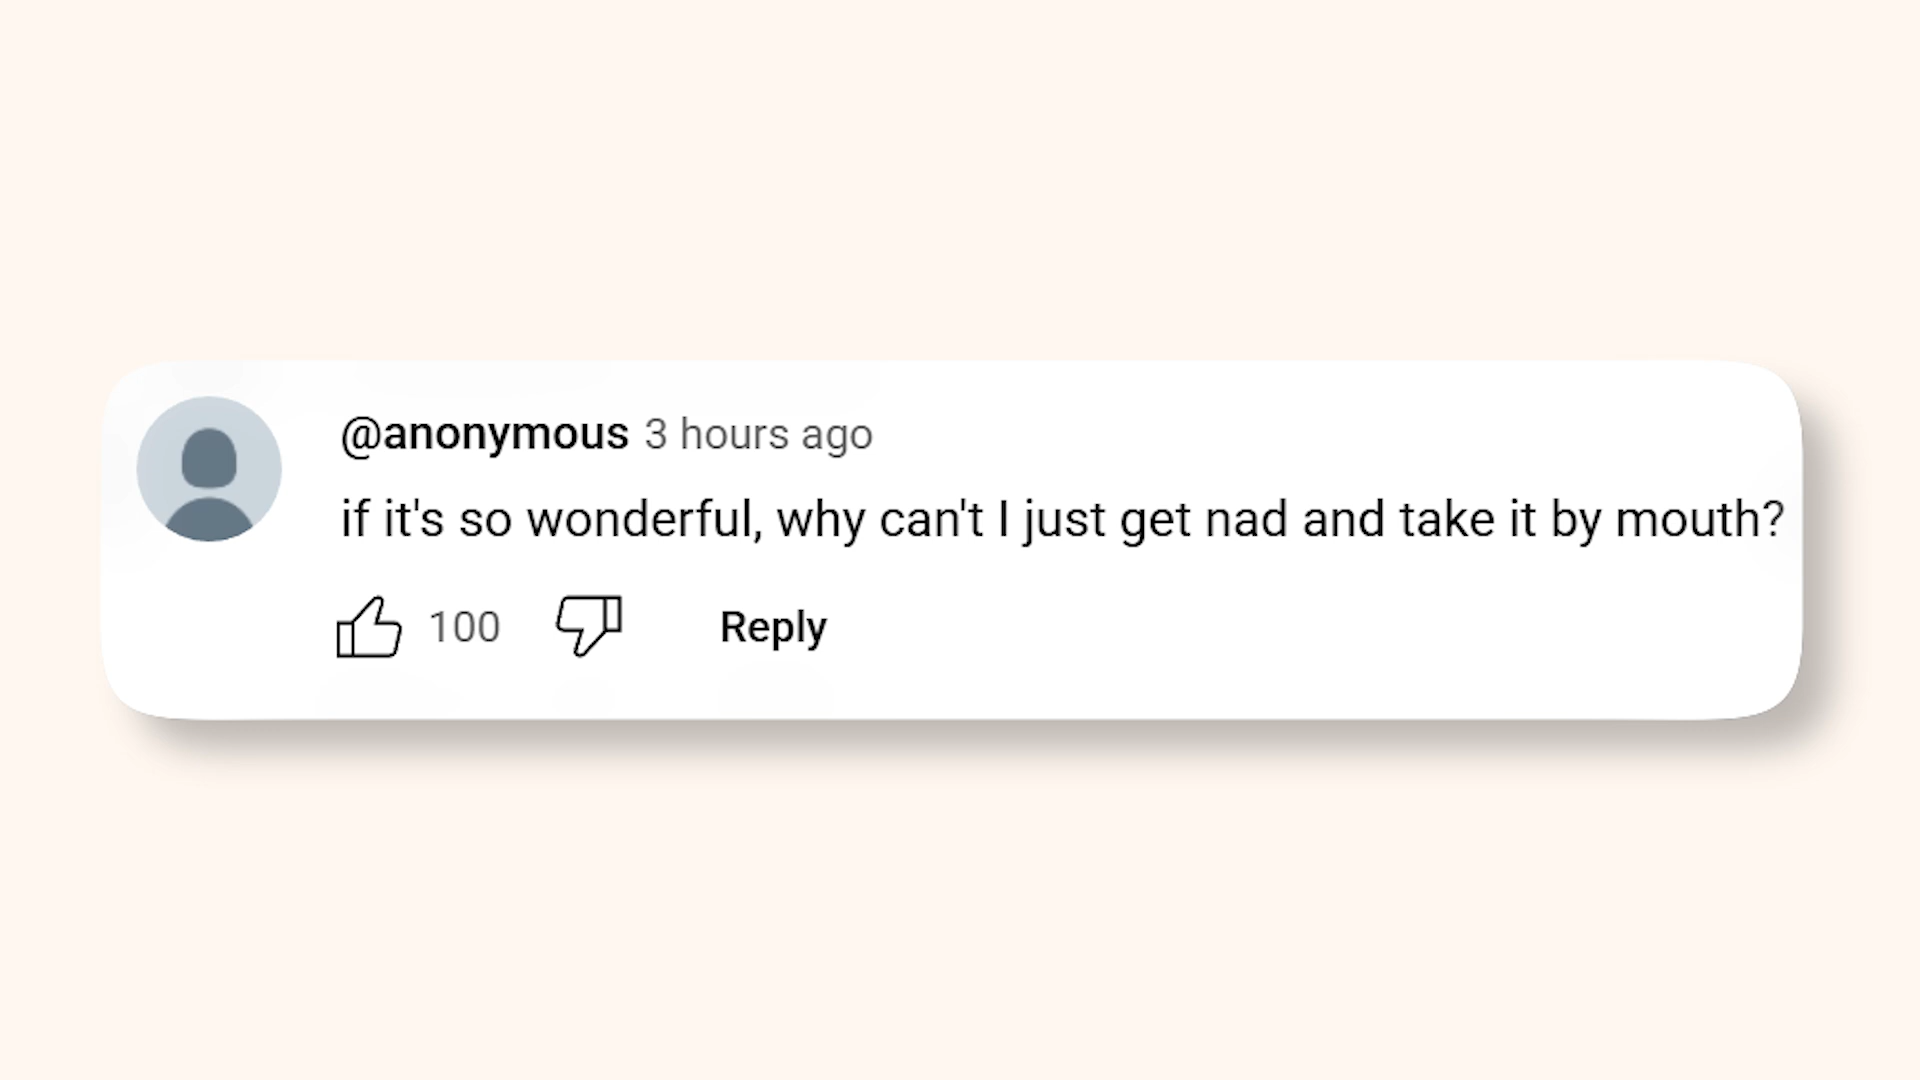 @anonymous 3 hours ago
if it's so wonderful, why can't I just get nad and take it by mouth?
100 Reply